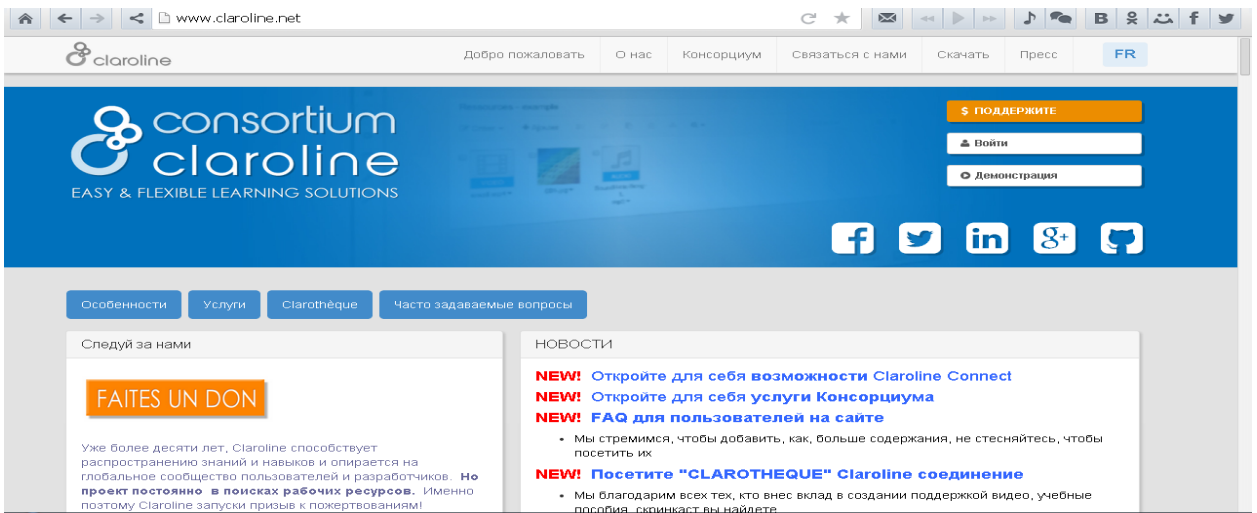 www.claroline.net
claroline
Добро пожаловать
О нас
Консорциум
Связаться с нами
Скачать
Пресс
FR
consortium
claroline
EASY & FLEXIBLE LEARNING SOLUTIONS
$ ПОДДЕРЖИТЕ
Войти
Демонстрация
Особенности
Услуги
Clarothèque
Часто задаваемые вопросы
Следуй за нами
FAITES UN DON
Уже более десяти лет, Claroline способствует
распространению знаний и навыков и опирается на
глобальное сообщество пользователей и разработчиков. Но
проект постоянно в поисках рабочих ресурсов. Именно
поэтому Claroline запуски призыв к пожертвованиям!
НОВОСТИ
NEW! Откройте для себя возможности Claroline Connect
NEW! Откройте для себя услуги Консорциума
NEW! FAQ для пользователей на сайте
• Мы стремимся, чтобы добавить, как, больше содержания, не стесняйтесь, чтобы
посетить их
NEW! Посетите "CLAROTHEQUE" Claroline соединение
• Мы благодарим всех тех, кто внес вклад в создании поддержкой видео, учебные
пособия, скринкаст вы найдете